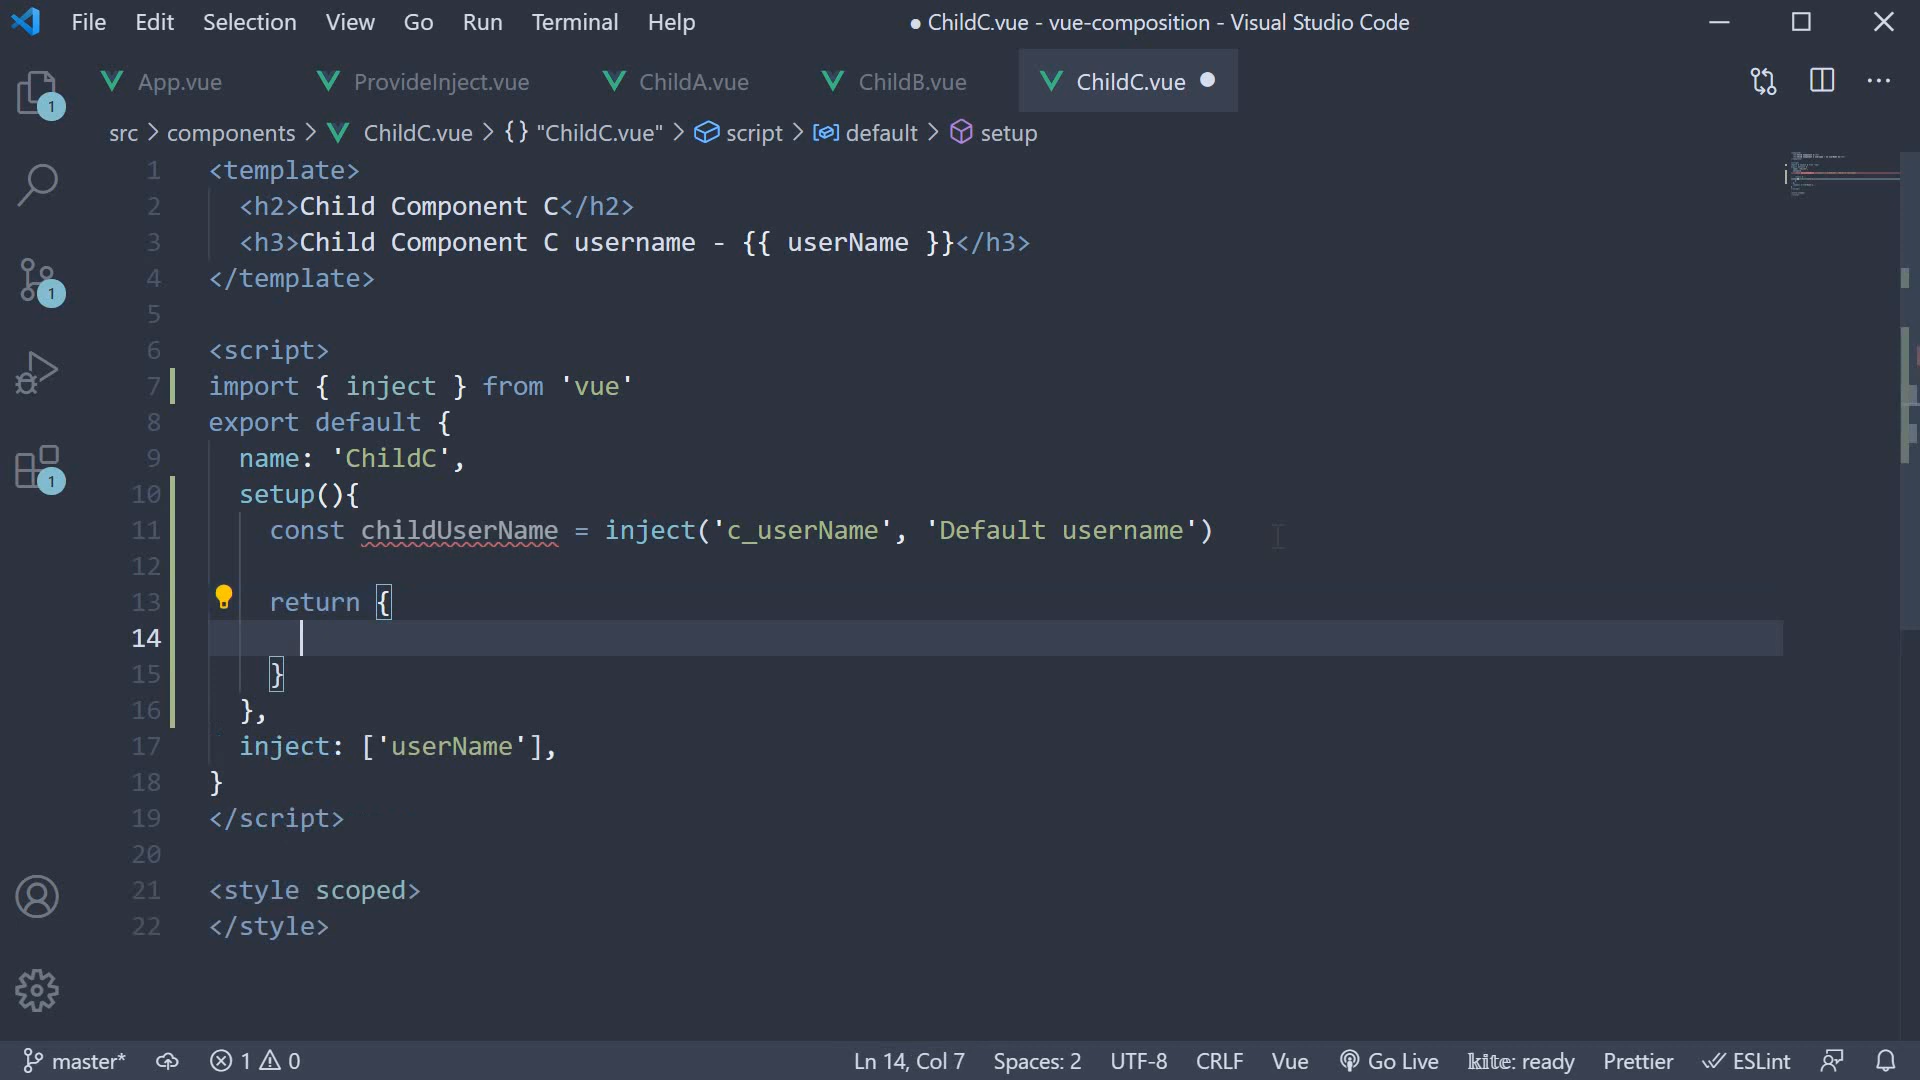 File Edit Selection View Go Run Terminal Help ● ChildC.vue - vue-composition - Visual Studio Code
App.vue ProvideInject.vue ChildA.vue ChildB.vue ChildC.vue
src > components > ChildC.vue > {} "ChildC.vue" > script > default > setup
1 <template>
2 <h2>Child Component C</h2>
3 <h3>Child Component C username - {{ userName }}</h3>
4 </template>
5
6 <script>
7 import { inject } from 'vue'
8 export default {
9 name: 'ChildC',
10 setup(){
11 const childUserName = inject('c_userName', 'Default username')
12
13 return {
14
15 }
16 },
17 inject: ['userName'],
18 }
19 </script>
20
21 <style scoped>
22 </style>
1
1
1
master* 1 0 Ln 14, Col 7 Spaces: 2 UTF-8 CRLF Vue Go Live kite: ready Prettier ESLint